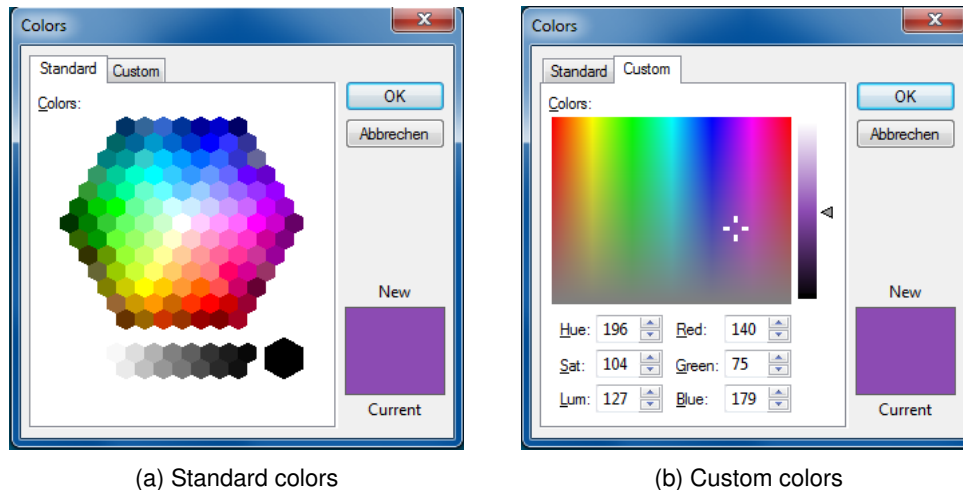 Colors
Standard Custom
Colors:
OK
Abbrechen
New
Current
(a) Standard colors
Colors
Standard Custom
Colors:
OK
Abbrechen
Hue: 196 Red: 140
Sat: 104 Green: 75
Lum: 127 Blue: 179
New
Current
(b) Custom colors